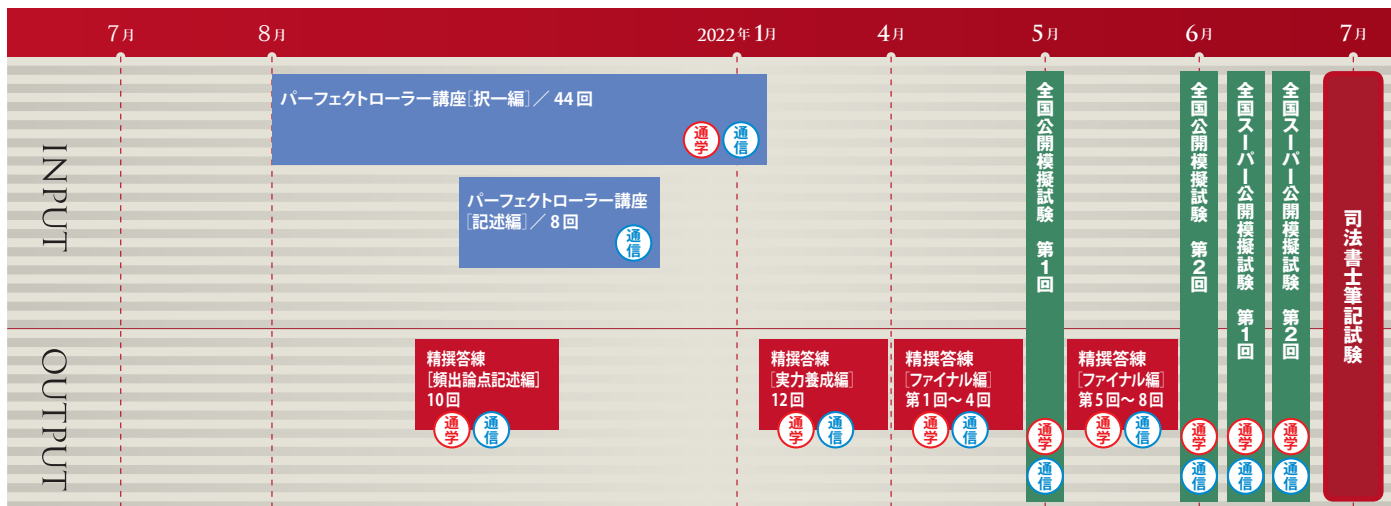 7月
8月
2022年1月
4月
5月
6月
7月
INPUT
パーフェクトローラー講座[択一編]／44回
通学
通信
パーフェクトローラー講座
[記述編]／8回
通信
全国公開模擬試験 第1回
通学
通信
全国公開模擬試験 第2回
通学
通信
全国スーパー公開模擬試験 第1回
通学
通信
全国スーパー公開模擬試験 第2回
通学
通信
司法書士筆記試験
OUTPUT
精撰答練
[頻出論点記述編]
10回
通学
通信
精撰答練
[実力養成編]
12回
通学
通信
精撰答練
[ファイナル編]
第1回～4回
通学
通信
精撰答練
[ファイナル編]
第5回～8回
通学
通信